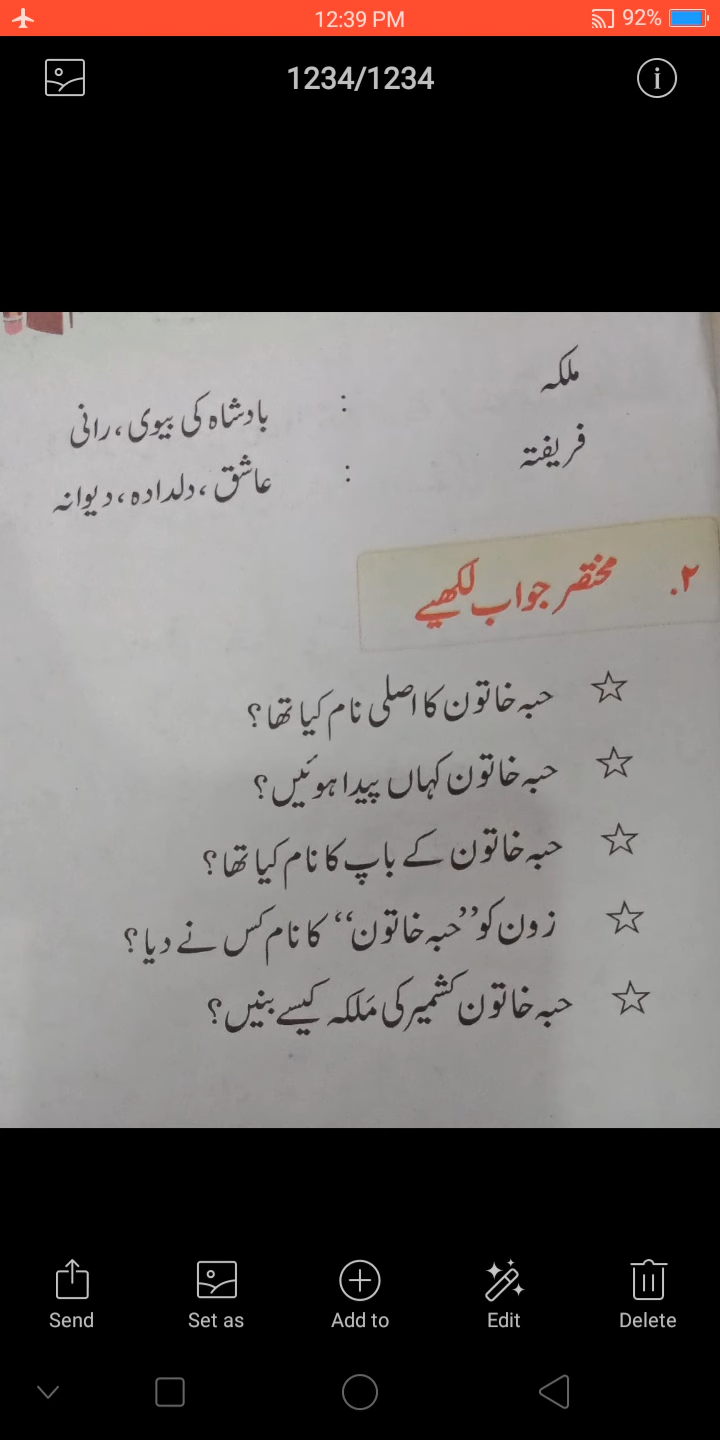 12:39 PM 92%
1234/1234
ملکہ : بادشاہ کی بیوی، رانی
فریفتہ : عاشق، دلدادہ، دیوانہ
۲. مختصر جواب لکھیے
☆ حبہ خاتون کا اصلی نام کیا تھا؟
☆ حبہ خاتون کہاں پیدا ہوئیں؟
☆ حبہ خاتون کے باپ کا نام کیا تھا؟
☆ زون کو ”حبہ خاتون“ کا نام کس نے دیا؟
☆ حبہ خاتون کشمیر کی مَلکہ کیسے بنیں؟
Send Set as Add to Edit Delete